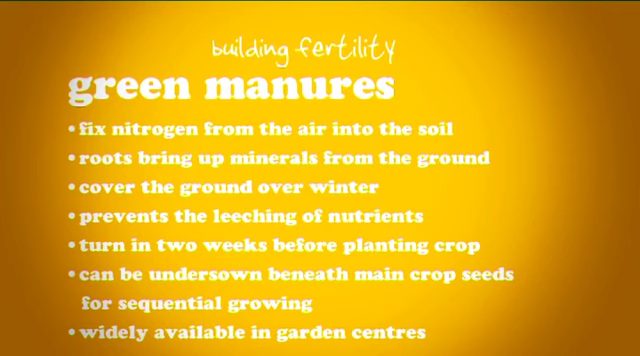 building fertility
green manures
• fix nitrogen from the air into the soil
• roots bring up minerals from the ground
• cover the ground over winter
• prevents the leeching of nutrients
• turn in two weeks before planting crop
• can be undersown beneath main crop seeds
for sequential growing
• widely available in garden centres